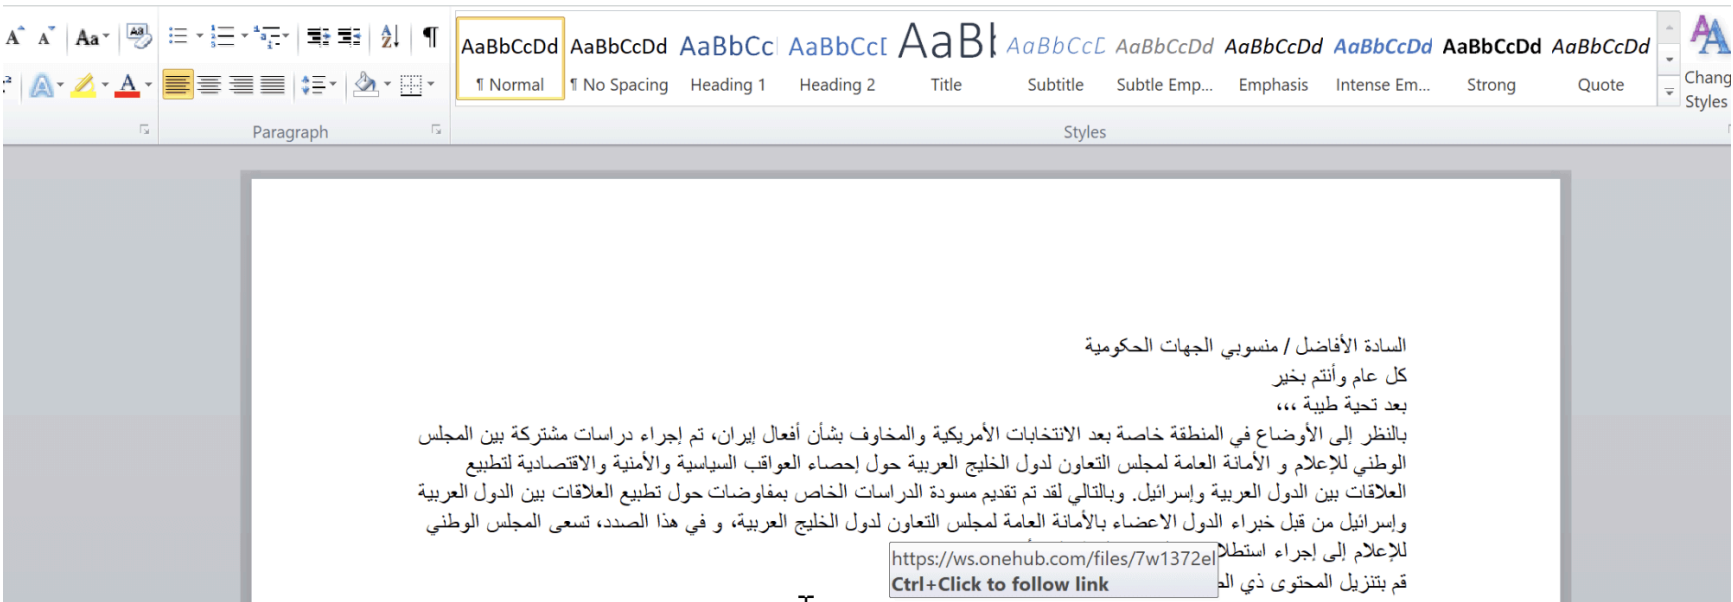 Aa
AaBbCcDd AaBbCcDd AaBbCc AaBbCcD AaBb AaBbCcD AaBbCcDd AaBbCcDd AaBbCcDd AaBbCcDd AaBbCcDd
¶ Normal ¶ No Spacing Heading 1 Heading 2 Title Subtitle Subtle Emp... Emphasis Intense Em... Strong Quote
Chang
Styles
Paragraph Styles
السادة الأفاضل / منسوبي الجهات الحكومية
كل عام وأنتم بخير
بعد تحية طيبة ،،،
بالنظر إلى الأوضاع في المنطقة خاصة بعد الانتخابات الأمريكية والمخاوف بشأن أفعال إيران، تم إجراء دراسات مشتركة بين المجلس
الوطني للإعلام و الأمانة العامة لمجلس التعاون لدول الخليج العربية حول إحصاء العواقب السياسية والأمنية والاقتصادية لتطبيع
العلاقات بين الدول العربية وإسرائيل. وبالتالي لقد تم تقديم مسودة الدراسات الخاص بمفاوضات حول تطبيع العلاقات بين الدول العربية
وإسرائيل من قبل خبراء الدول الاعضاء بالأمانة العامة لمجلس التعاون لدول الخليج العربية، و في هذا الصدد، تسعى المجلس الوطني
للإعلام إلى إجراء
قم بتنزيل المحتوى ذي
https://ws.onehub.com/files/7w1372el
Ctrl+Click to follow link